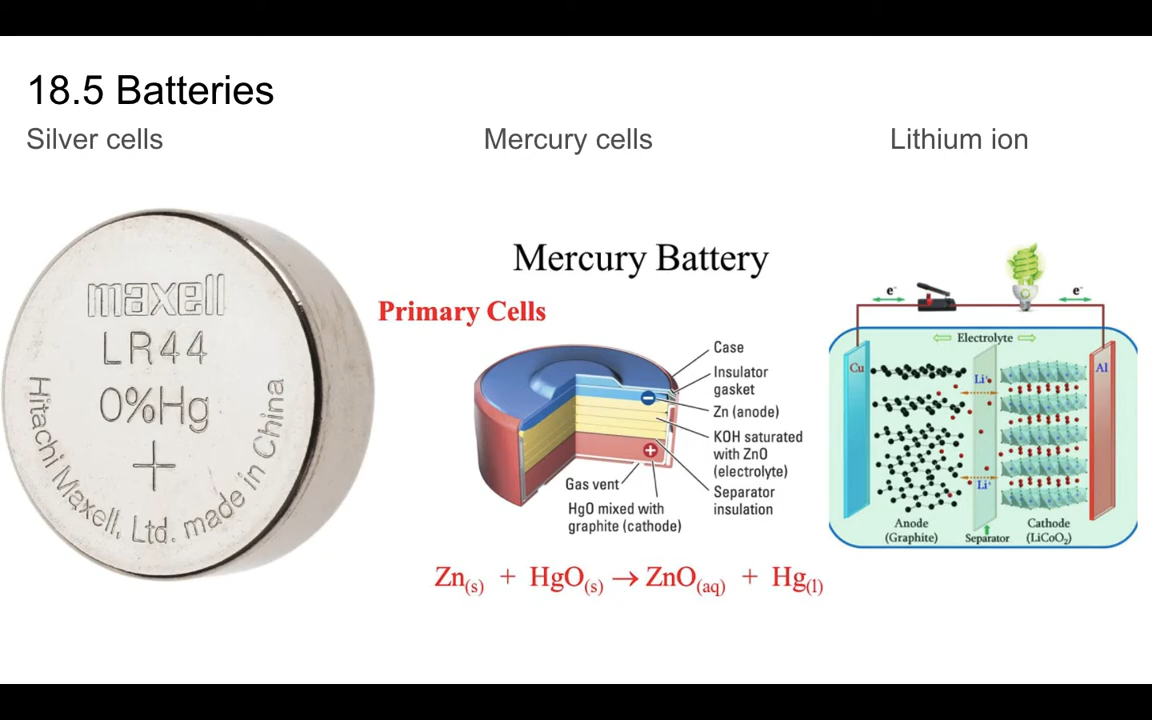 18.5 Batteries
Silver cells
Mercury cells
Lithium ion
maxell
LR44
0%Hg
+
Hitachi Maxell, Ltd. made in China
Mercury Battery
Primary Cells
Case
Insulator
gasket
−
Zn (anode)
KOH saturated
with ZnO
(electrolyte)
+
Separator
insulation
Gas vent
HgO mixed with
graphite (cathode)
Zn(s) + HgO(s) → ZnO(aq) + Hg(l)
e⁻
e⁻
Electrolyte
Cu
Li⁺
Al
Li⁺
Anode
(Graphite)
Separator
Cathode
(LiCoO₂)